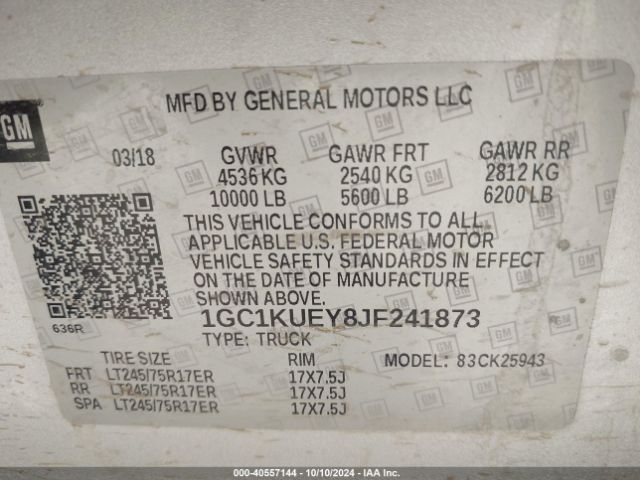 GM
MFD BY GENERAL MOTORS LLC
03/18 GVWR GAWR FRT GAWR RR
4536 KG 2540 KG 2812 KG
10000 LB 5600 LB 6200 LB
THIS VEHICLE CONFORMS TO ALL
APPLICABLE U.S. FEDERAL MOTOR
VEHICLE SAFETY STANDARDS IN EFFECT
ON THE DATE OF MANUFACTURE
SHOWN ABOVE.
636R
1GC1KUEY8JF241873
TYPE: TRUCK
TIRE SIZE RIM MODEL: 83CK25943
FRT LT245/75R17ER 17X7.5J
RR LT245/75R17ER 17X7.5J
SPA LT245/75R17ER 17X7.5J
000-40557144 - 10/10/2024 - IAA Inc.